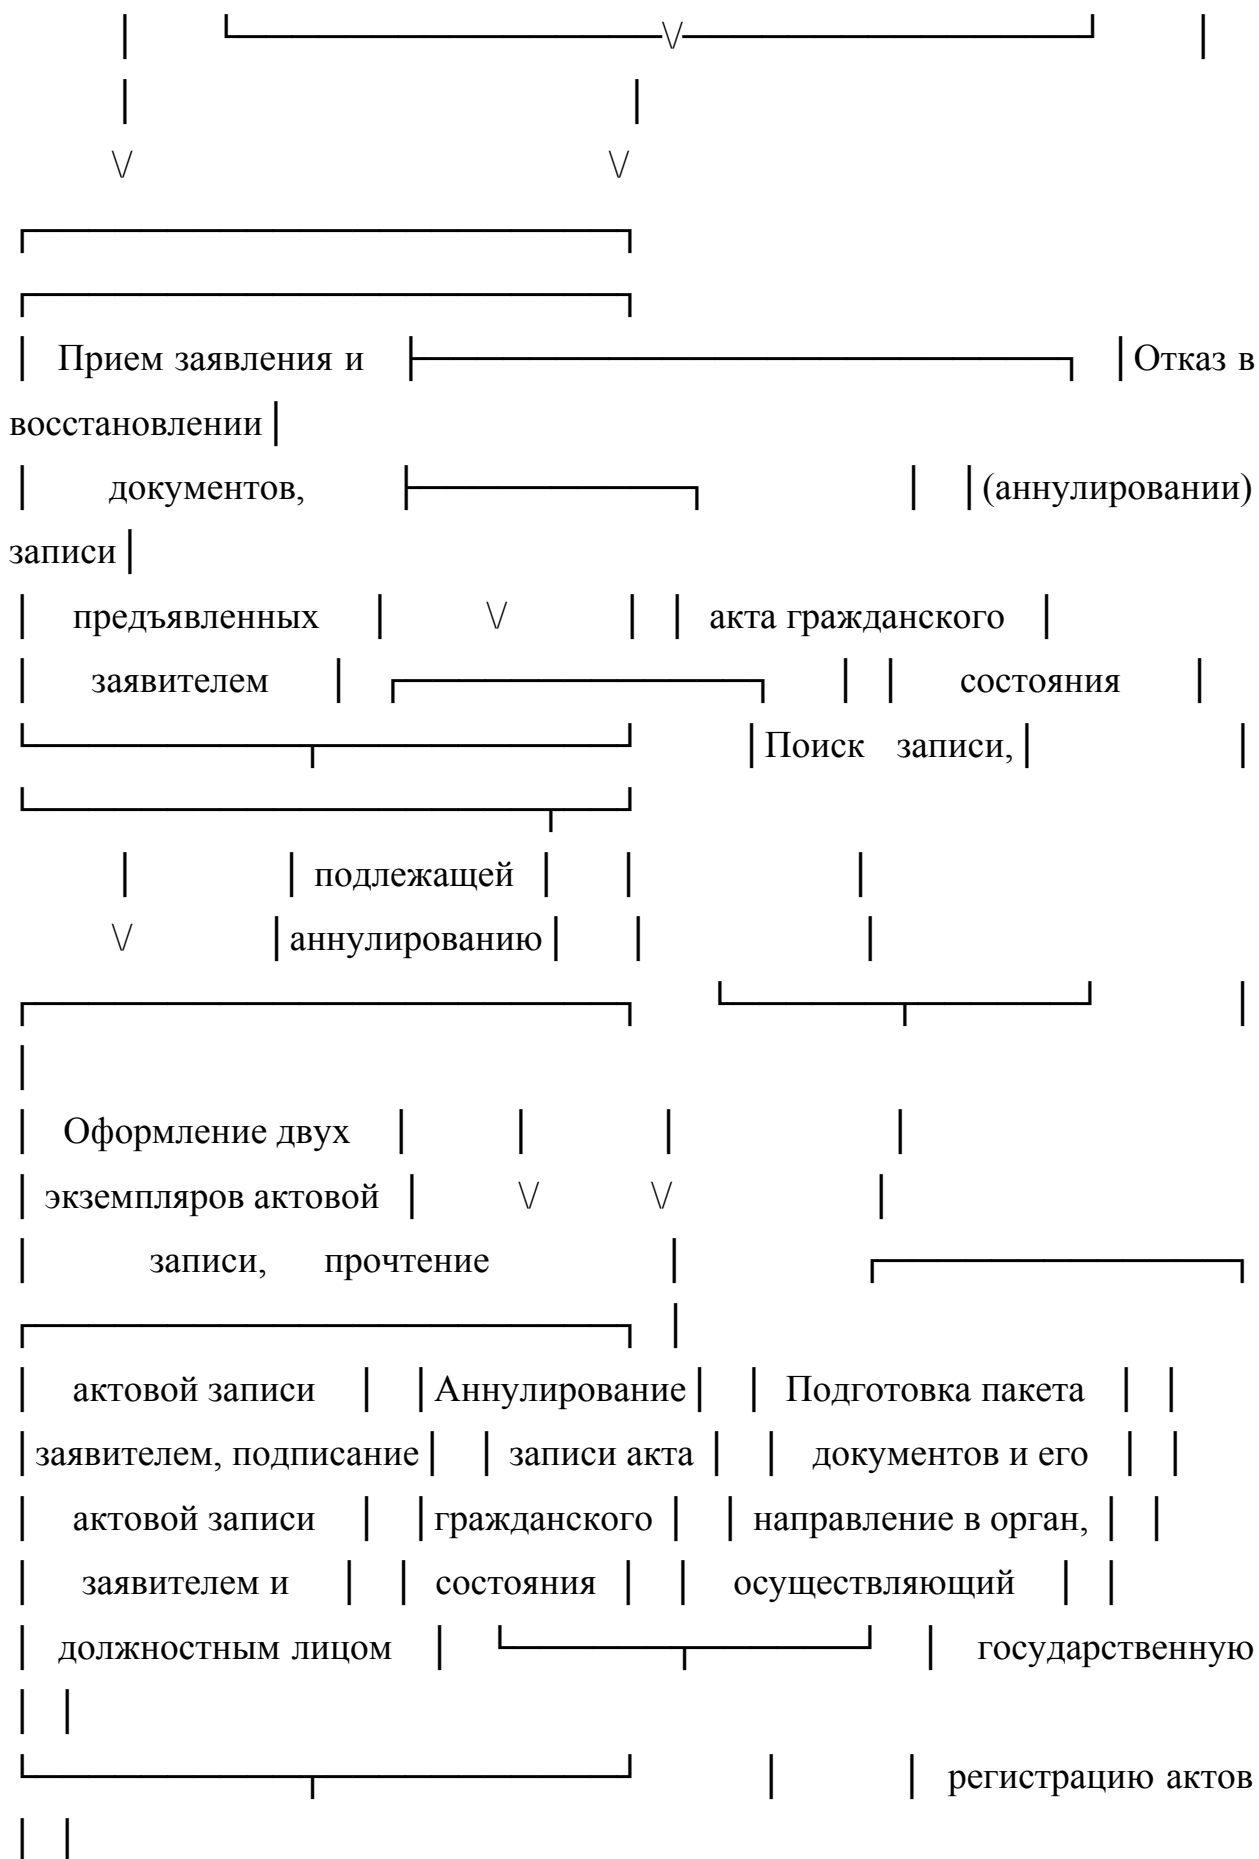 Прием заявления и Отказ в
восстановлении
документов, (аннулировании)
записи
предъявленных акта гражданского
заявителем состояния
Поиск записи,
подлежащей
аннулированию
Оформление двух
экземпляров актовой
записи, прочтение
актовой записи Аннулирование Подготовка пакета
заявителем, подписание записи акта документов и его
актовой записи гражданского направление в орган,
заявителем и состояния осуществляющий
должностным лицом государственную
регистрацию актов